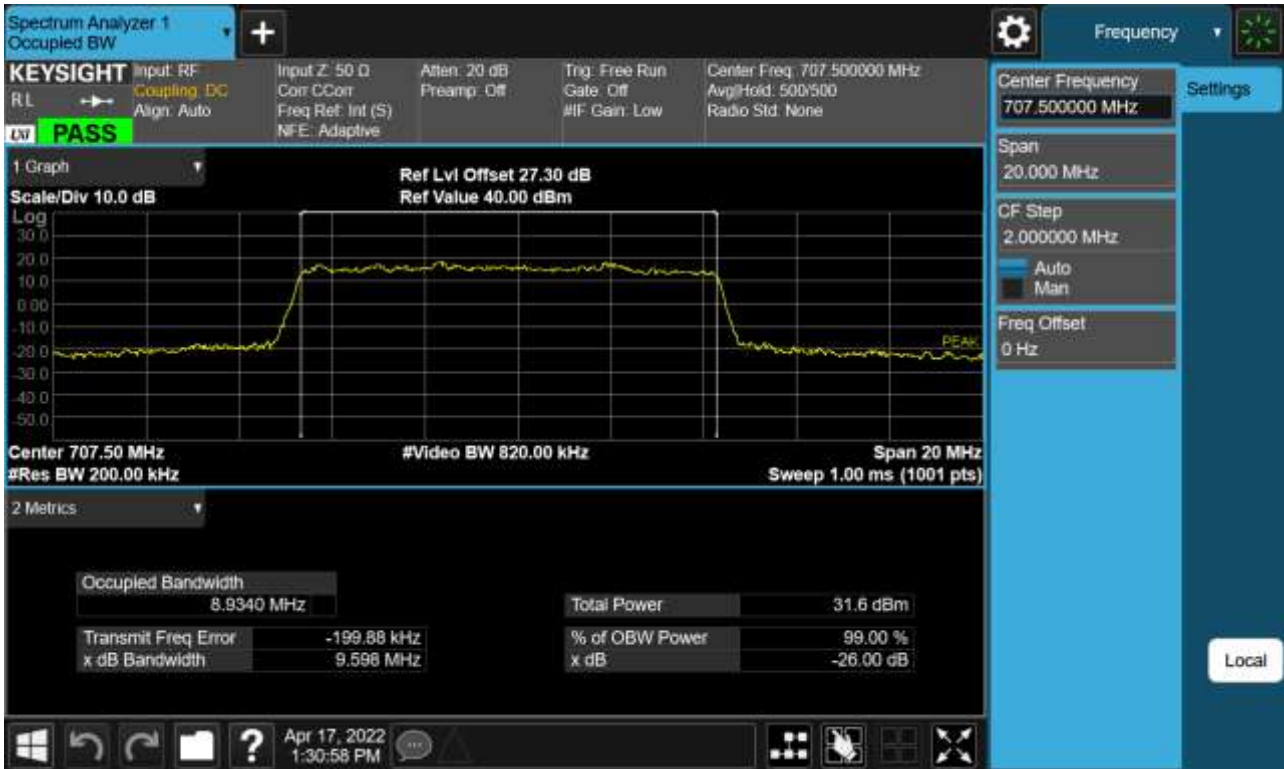 Spectrum Analyzer 1
Occupied BW
Frequency
KEYSIGHT
RL
LXI
PASS
Input: RF
Coupling: DC
Align: Auto
Input Z: 50 Ω
Corr CCorr
Freq Ref: Int (S)
NFE: Adaptive
Atten: 20 dB
Preamp: Off
Trig: Free Run
Gate: Off
#IF Gain: Low
Center Freq: 707.500000 MHz
Avg|Hold: 500/500
Radio Std: None
1 Graph
Scale/Div 10.0 dB
Ref Lvl Offset 27.30 dB
Ref Value 40.00 dBm
Log
30.0
20.0
10.0
0.00
-10.0
-20.0
-30.0
-40.0
-50.0
PEAK
Center 707.50 MHz
#Res BW 200.00 kHz
#Video BW 820.00 kHz
Span 20 MHz
Sweep 1.00 ms (1001 pts)
2 Metrics
Occupied Bandwidth
8.9340 MHz
Transmit Freq Error -199.88 kHz
x dB Bandwidth 9.598 MHz
Total Power 31.6 dBm
% of OBW Power 99.00 %
x dB -26.00 dB
Center Frequency
707.500000 MHz
Span
20.000 MHz
CF Step
2.000000 MHz
Auto
Man
Freq Offset
0 Hz
Settings
Local
Apr 17, 2022
1:30:58 PM